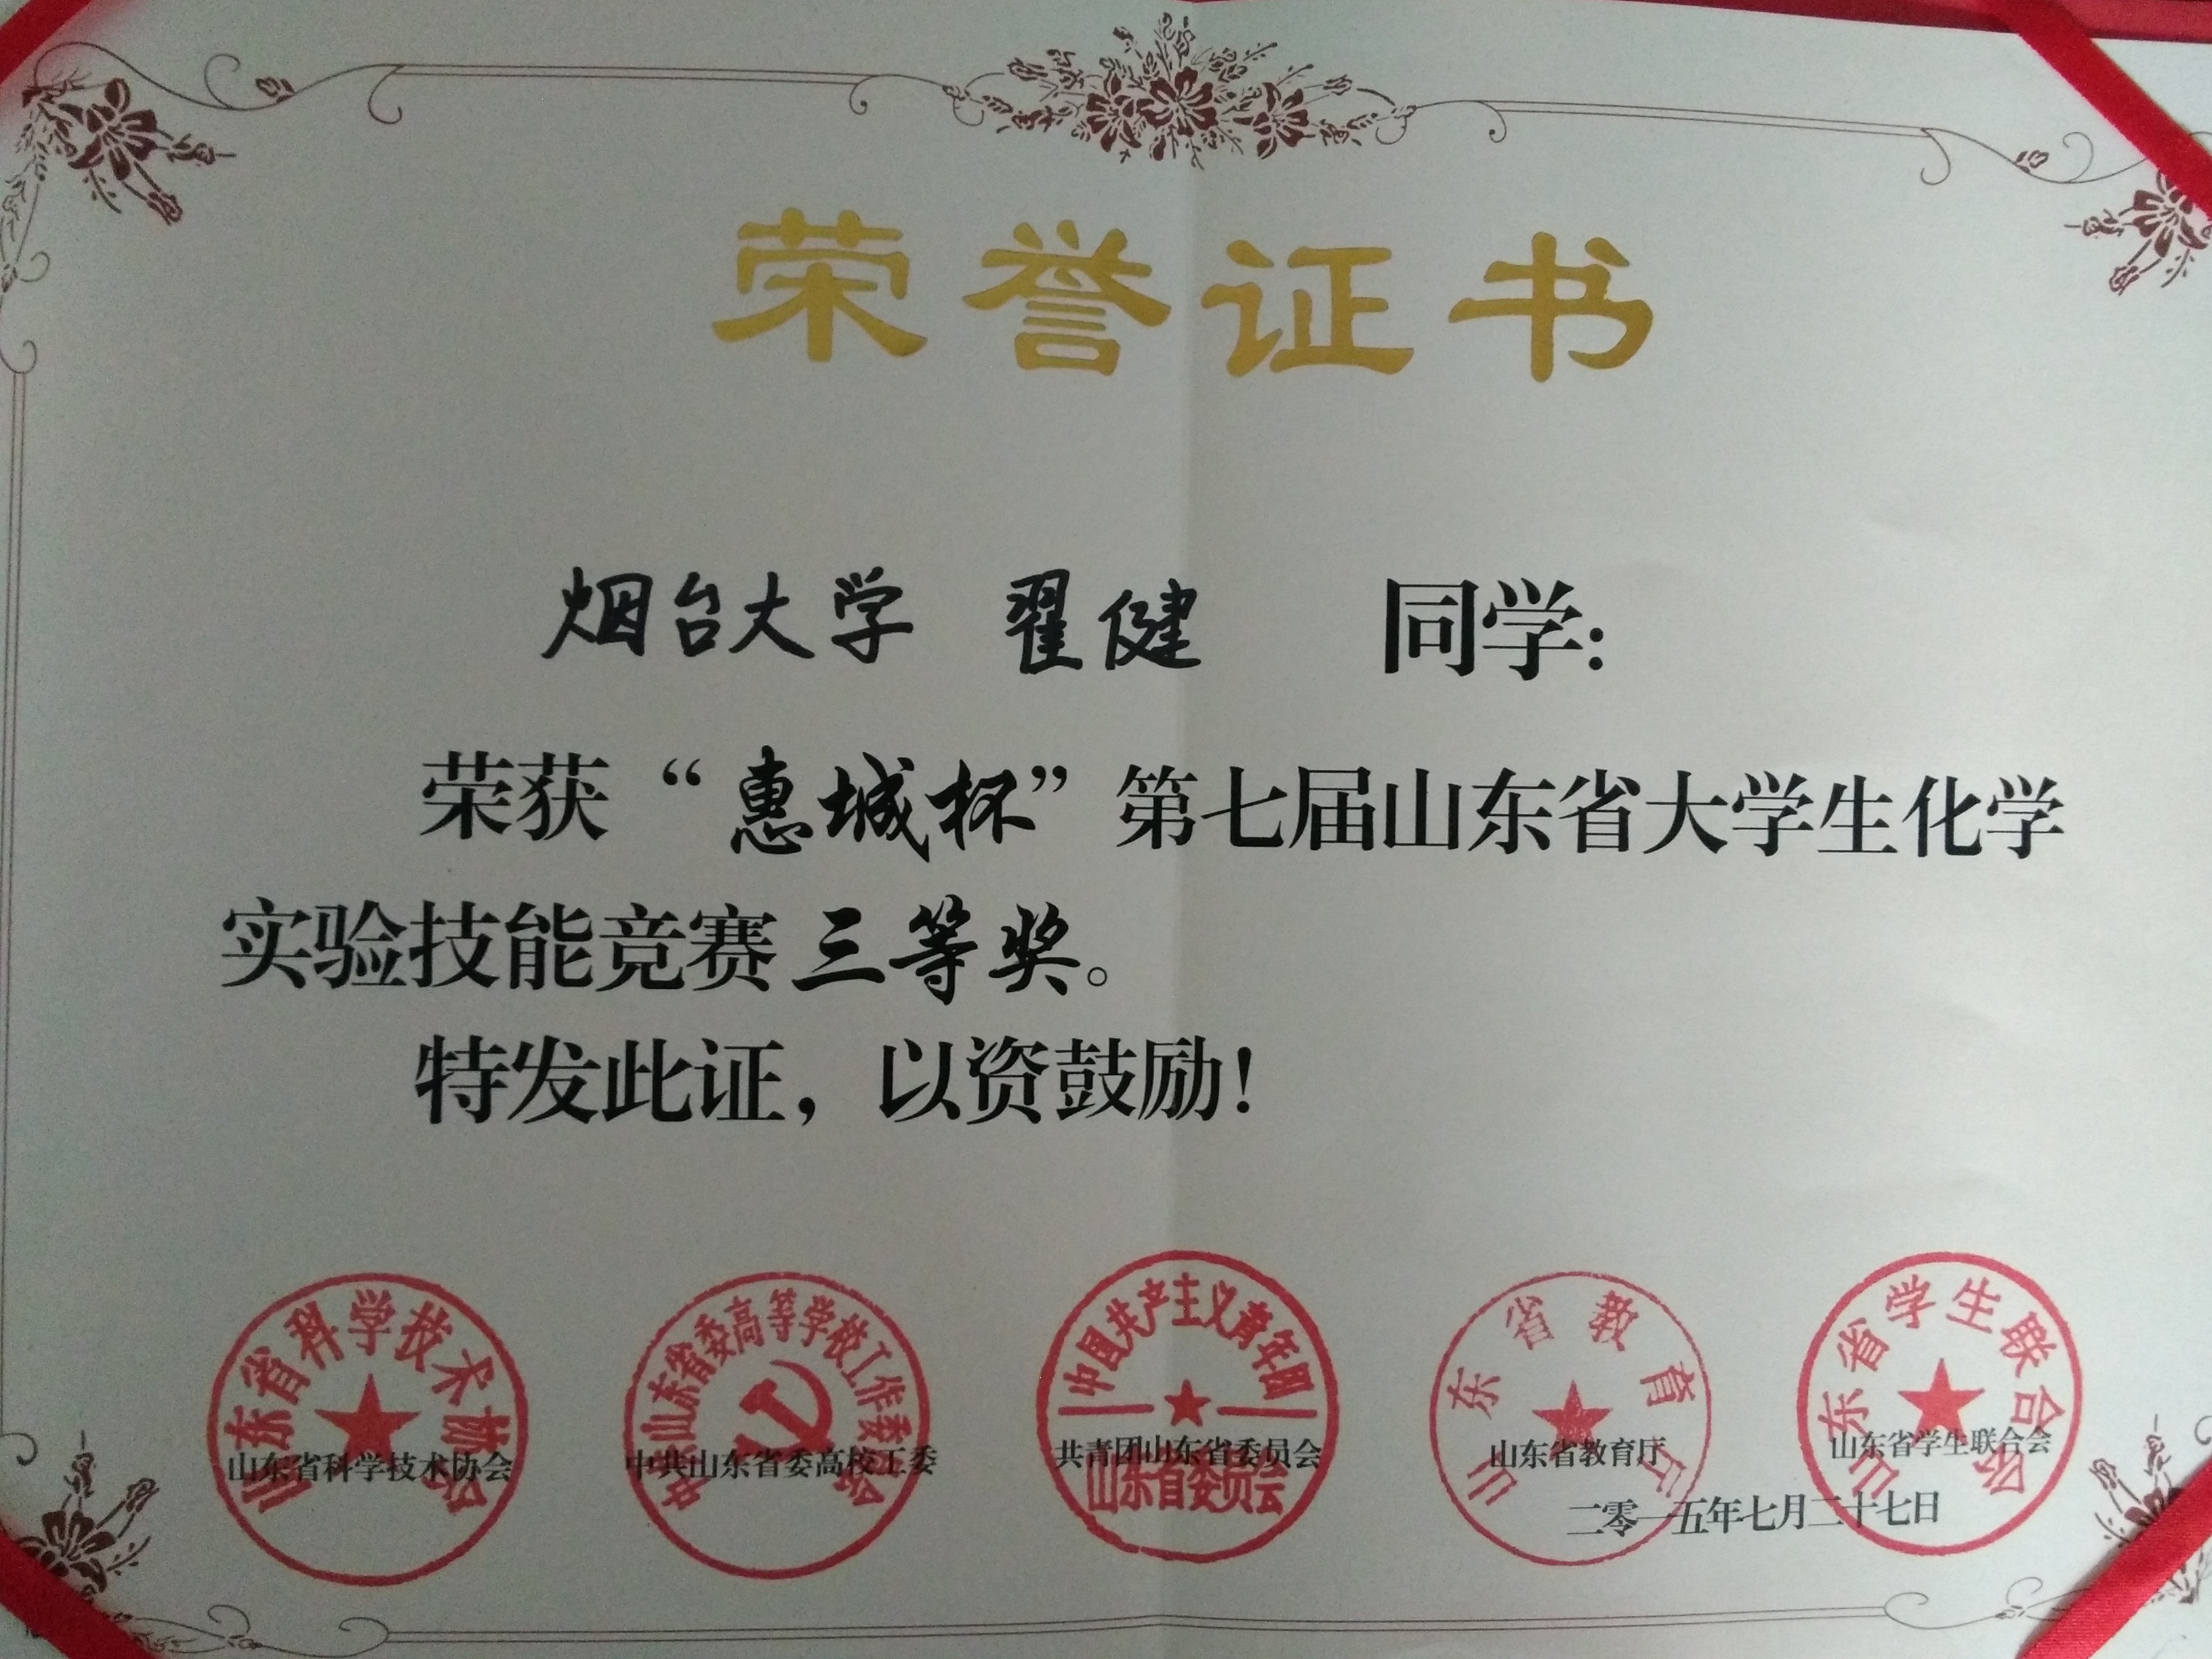 荣誉证书
烟台大学 翟健 同学:
荣获“惠城杯”第七届山东省大学生化学
实验技能竞赛三等奖。
特发此证，以资鼓励!
山东省科学技术协会
中共山东省委高等学校工作委员会
中国共产主义青年团
山东省委员会
山东省教育厅
山东省学生联合会
山东省科学技术协会
中共山东省委高校工委
共青团山东省委员会
山东省教育厅
山东省学生联合会
二零一五年七月二十七日